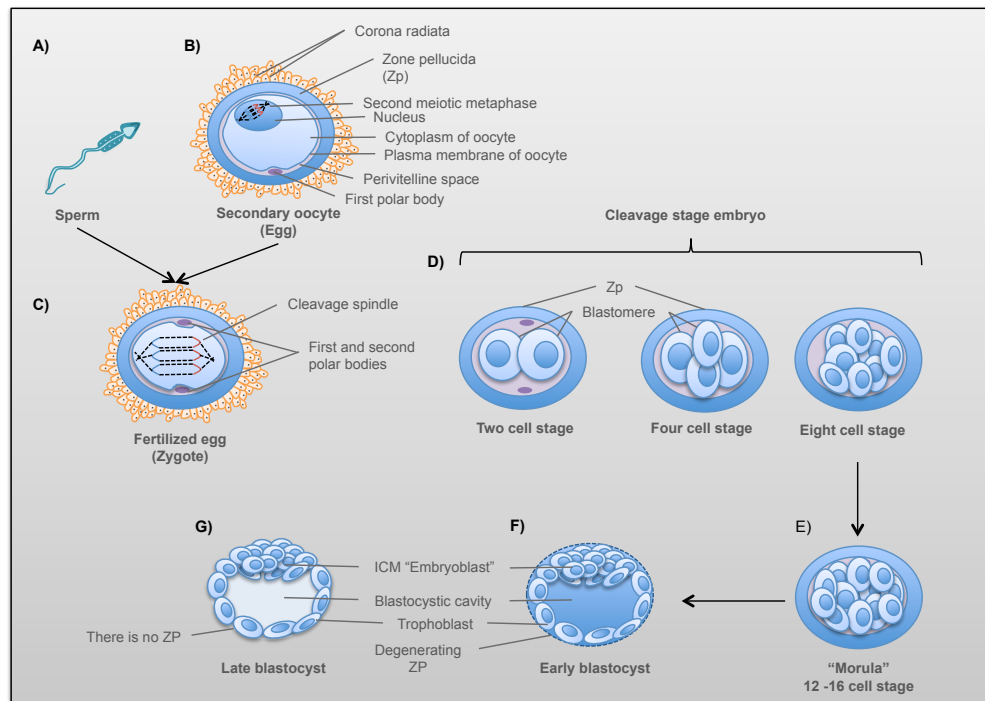 A)
B)
Corona radiata
Zone pellucida
(Zp)
Second meiotic metaphase
Nucleus
Cytoplasm of oocyte
Plasma membrane of oocyte
Perivitelline space
First polar body
Sperm
Secondary oocyte
(Egg)
C)
Cleavage spindle
First and second
polar bodies
Fertilized egg
(Zygote)
Cleavage stage embryo
D)
Zp
Blastomere
Two cell stage
Four cell stage
Eight cell stage
E)
"Morula"
12 -16 cell stage
F)
ICM "Embryoblast"
Blastocystic cavity
Trophoblast
Degenerating
ZP
Early blastocyst
G)
There is no ZP
Late blastocyst